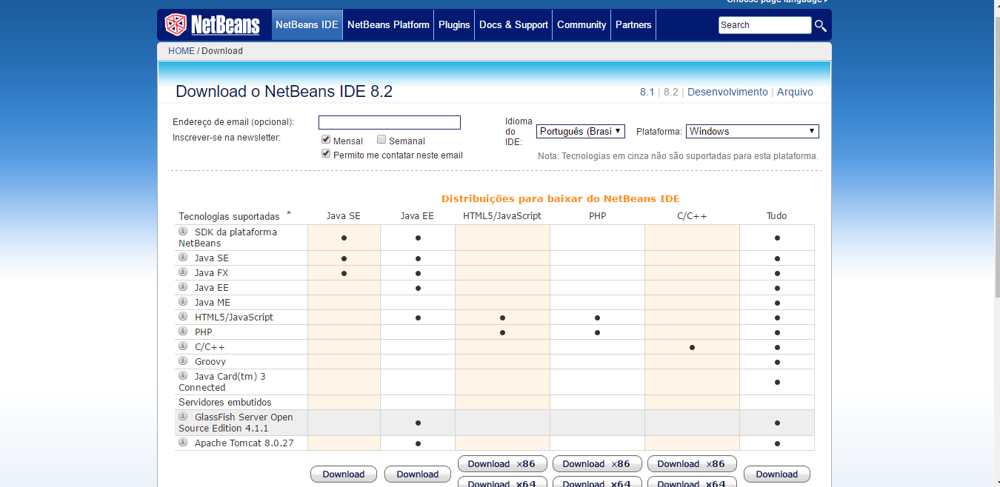 Choose page language
NetBeans
NetBeans IDE NetBeans Platform Plugins Docs & Support Community Partners
Search
HOME / Download
Download o NetBeans IDE 8.2
8.1 | 8.2 | Desenvolvimento | Arquivo
Endereço de email (opcional):
Inscrever-se na newsletter:
Mensal Semanal
Permito me contatar neste email
Idioma
do
IDE:
Português (Brasi
Plataforma: Windows
Nota: Tecnologias em cinza não são suportadas para esta plataforma.
Distribuições para baixar do NetBeans IDE
Tecnologias suportadas * Java SE Java EE HTML5/JavaScript PHP C/C++ Tudo
SDK da plataforma
NetBeans
Java SE
Java FX
Java EE
Java ME
HTML5/JavaScript
PHP
C/C++
Groovy
Java Card(tm) 3
Connected
Servidores embutidos
GlassFish Server Open
Source Edition 4.1.1
Apache Tomcat 8.0.27
Download Download Download x86 Download x86 Download x86 Download
Download x64 Download x64 Download x64